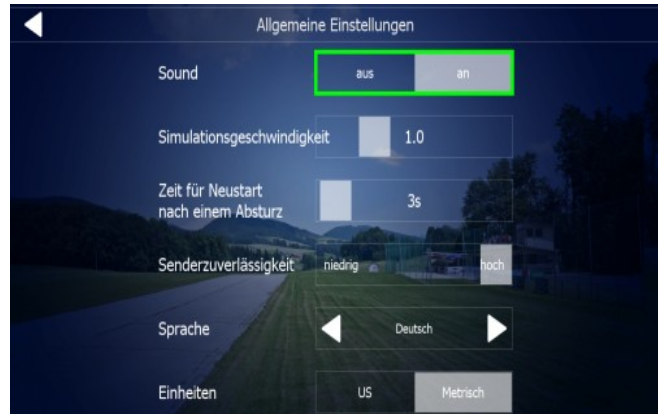 Allgemeine Einstellungen
Sound aus an
Simulationsgeschwindigkeit 1.0
Zeit für Neustart
nach einem Absturz 3s
Senderzuverlässigkeit niedrig hoch
Sprache Deutsch
Einheiten US Metrisch